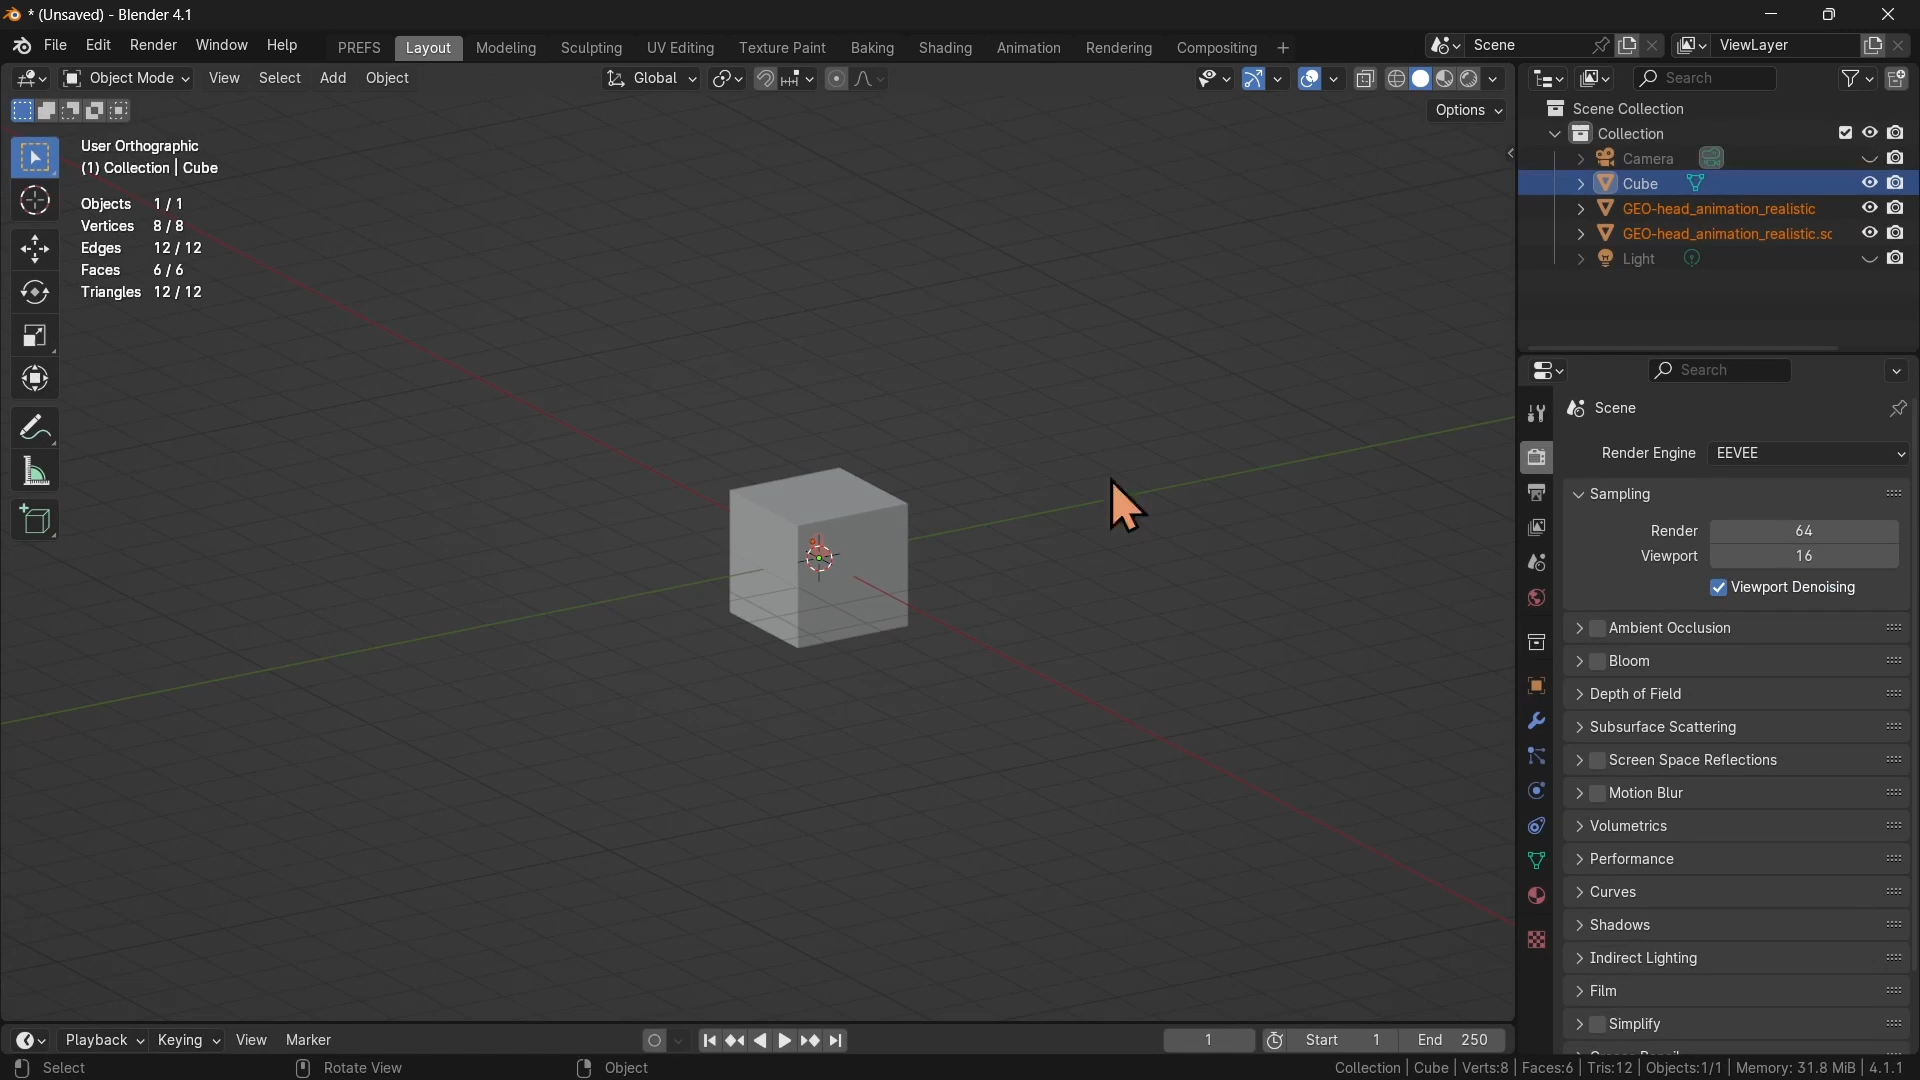 * (Unsaved) - Blender 4.1
File Edit Render Window Help PREFS Layout Modeling Sculpting UV Editing Texture Paint Baking Shading Animation Rendering Compositing + Scene ViewLayer
Object Mode View Select Add Object Global Search
Options
User Orthographic
(1) Collection | Cube
Objects 1 / 1
Vertices 8 / 8
Edges 12 / 12
Faces 6 / 6
Triangles 12 / 12
Scene Collection
Collection
Camera
Cube
GEO-head_animation_realistic
GEO-head_animation_realistic.sc
Light
Search
Scene
Render Engine EEVEE
Sampling
Render 64
Viewport 16
Viewport Denoising
Ambient Occlusion
Bloom
Depth of Field
Subsurface Scattering
Screen Space Reflections
Motion Blur
Volumetrics
Performance
Curves
Shadows
Indirect Lighting
Film
Simplify
Playback Keying View Marker 1 Start 1 End 250
Select Rotate View Object Collection | Cube | Verts:8 | Faces:6 | Tris:12 | Objects:1/1 | Memory: 31.8 MiB | 4.1.1